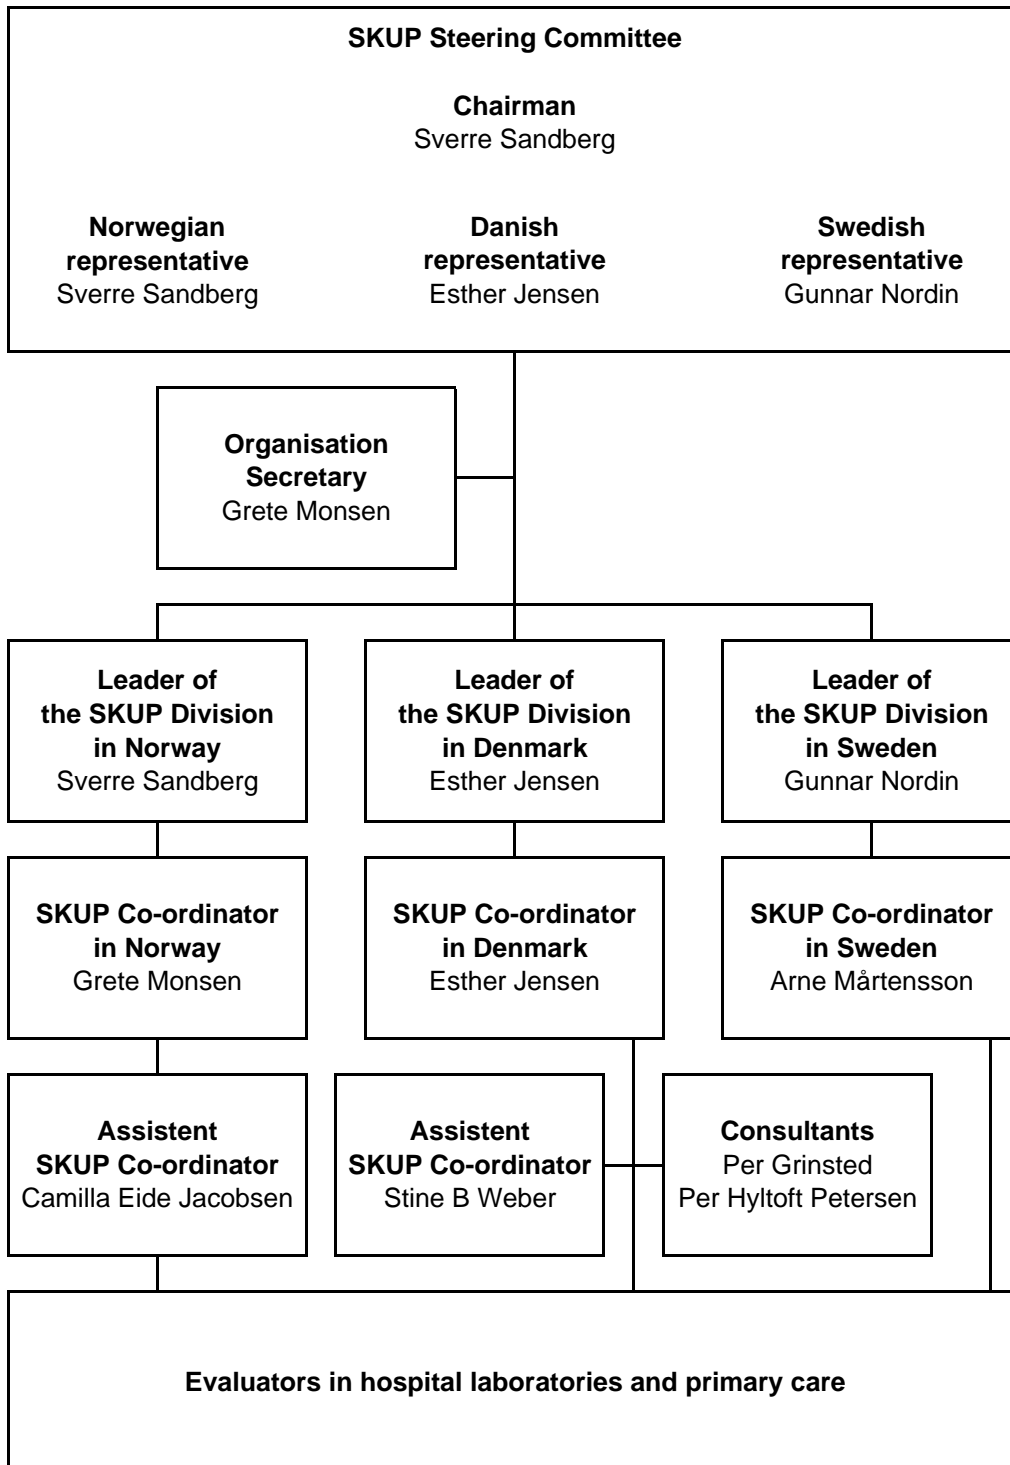 SKUP Steering Committee
Chairman
Sverre Sandberg
Norwegian
representative
Sverre Sandberg
Danish
representative
Esther Jensen
Swedish
representative
Gunnar Nordin
Organisation
Secretary
Grete Monsen
Leader of
the SKUP Division
in Norway
Sverre Sandberg
Leader of
the SKUP Division
in Denmark
Esther Jensen
Leader of
the SKUP Division
in Sweden
Gunnar Nordin
SKUP Co-ordinator
in Norway
Grete Monsen
SKUP Co-ordinator
in Denmark
Esther Jensen
SKUP Co-ordinator
in Sweden
Arne Mårtensson
Assistent
SKUP Co-ordinator
Camilla Eide Jacobsen
Assistent
SKUP Co-ordinator
Stine B Weber
Consultants
Per Grinsted
Per Hyltoft Petersen
Evaluators in hospital laboratories and primary care